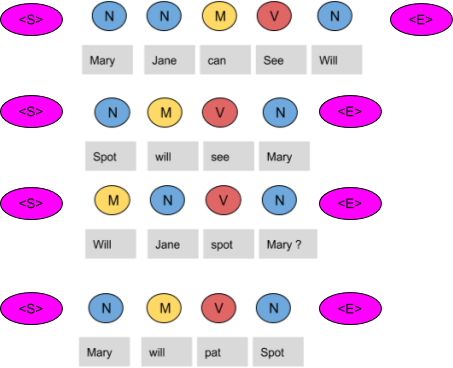 <S> N N M V N <E>
Mary Jane can See Will
<S> N M V N <E>
Spot will see Mary
<S> M N V N <E>
Will Jane spot Mary ?
<S> N M V N <E>
Mary will pat Spot